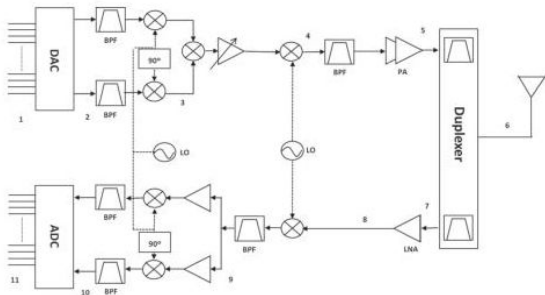 DAC
BPF
90°
BPF
1
2
3
4
BPF
PA
5
Duplexer
6
LO
LO
ADC
BPF
90°
BPF
BPF
7
8
LNA
9
10
11